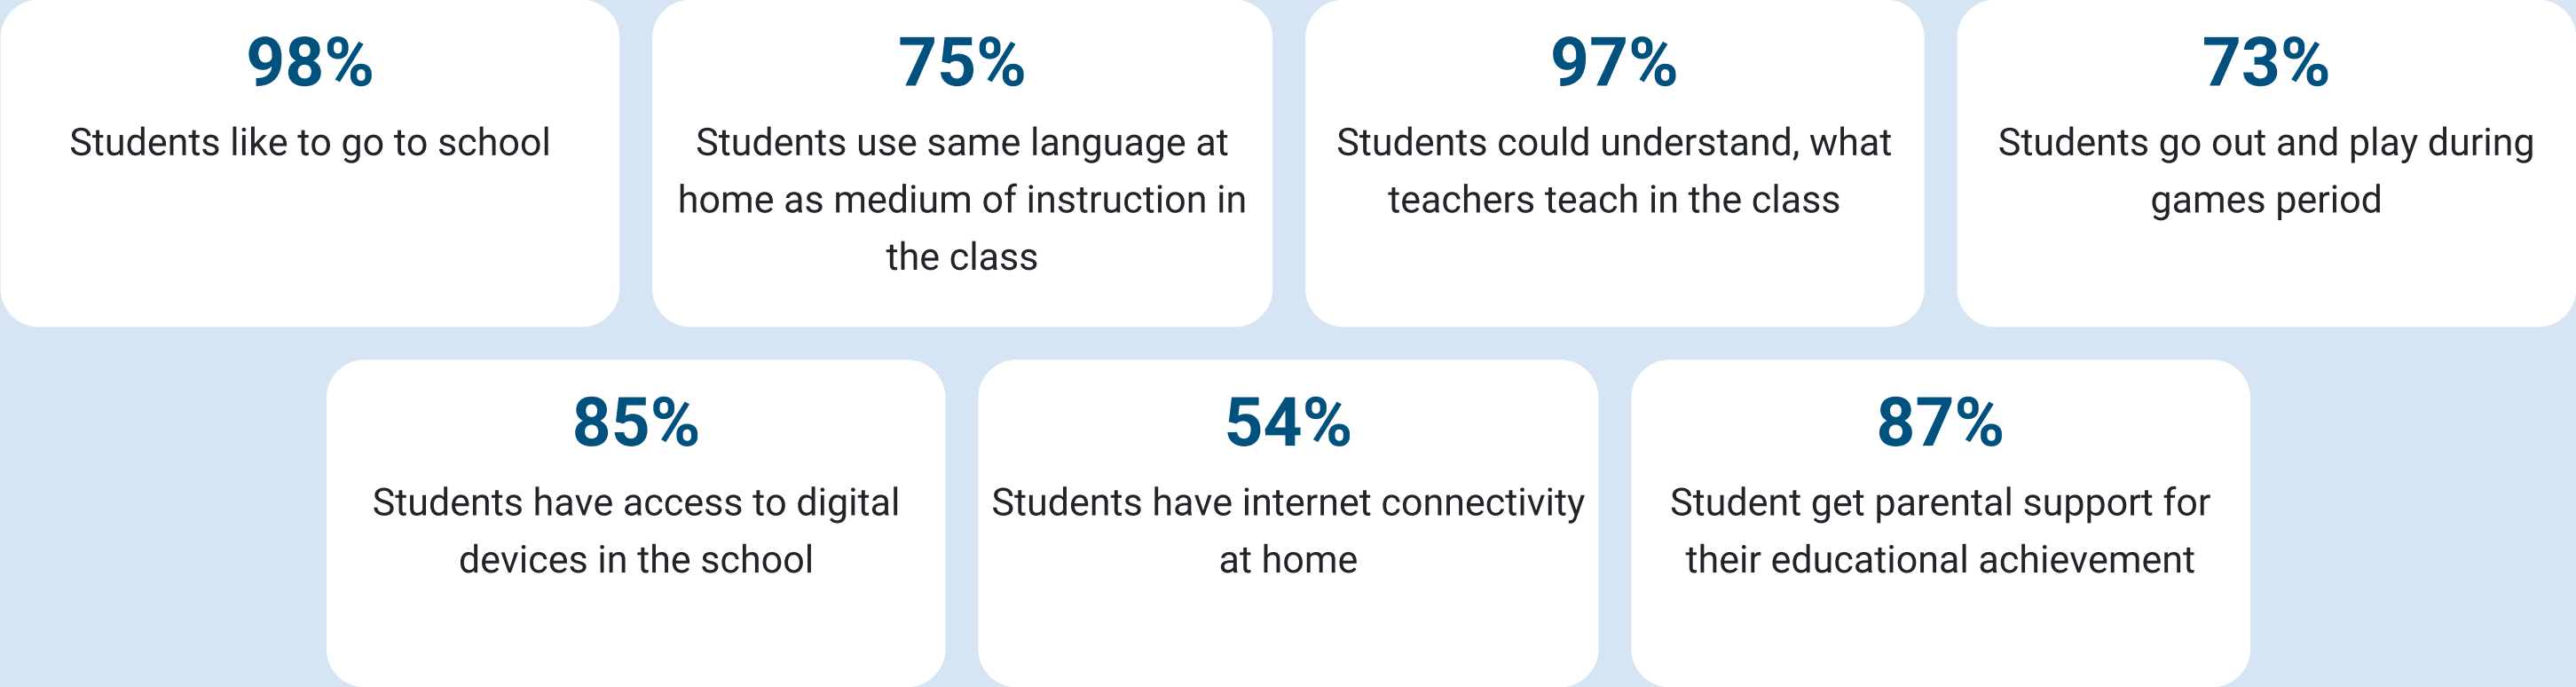 98%
Students like to go to school
75%
Students use same language at
home as medium of instruction in
the class
97%
Students could understand, what
teachers teach in the class
73%
Students go out and play during
games period
85%
Students have access to digital
devices in the school
54%
Students have internet connectivity
at home
87%
Student get parental support for
their educational achievement